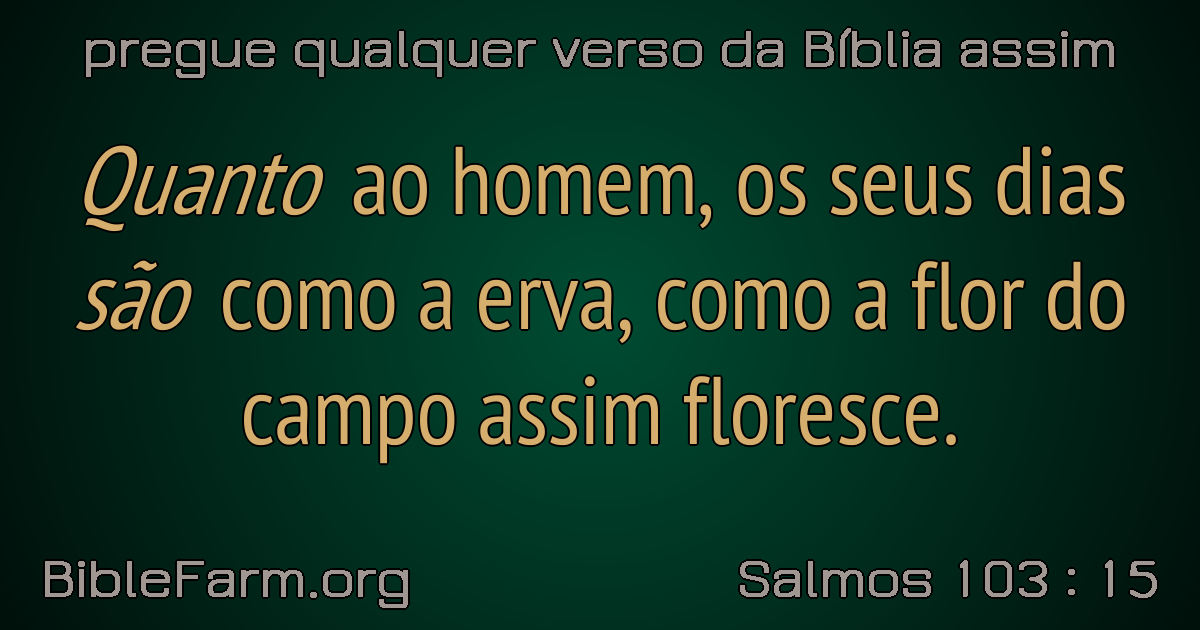 pregue qualquer verso da Bíblia assim
Quanto ao homem, os seus dias
são como a erva, como a flor do
campo assim floresce.
BibleFarm.org
Salmos 103 : 15